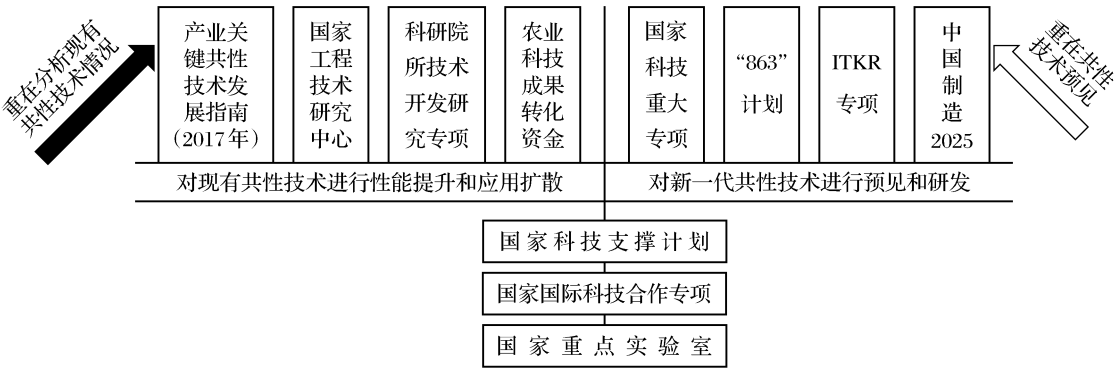 重在分析现有
共性技术情况
产业关
键共性
技术发
展指南
(2017年)
国家
工程
技术
研究
中心
科研院
所技术
开发研
究专项
农业
科技
成果
转化
资金
国家
科技
重大
专项
“863”
计划
ITKR
专项
中
国
制
造
2025
重在共性
技术预见
对现有共性技术进行性能提升和应用扩散
对新一代共性技术进行预见和研发
国家科技支撑计划
国家国际科技合作专项
国家重点实验室